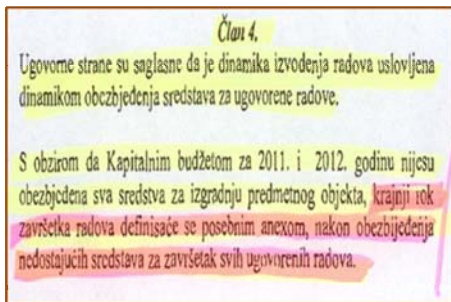 Član 4.
Ugovorne strane su saglasne da je dinamika izvođenja radova uslovljena
dinamikom obezbjeđenja sredstava za ugovorene radove.
S obzirom da Kapitalnim budžetom za 2011. i 2012. godinu nijesu
obezbjeđena sva sredstva za izgradnju predmetnog objekta, krajnji rok
završetka radova definisaće se posebnim anexom, nakon obezbijeđenja
nedostajućih sredstava za završetak svih ugovorenih radova.